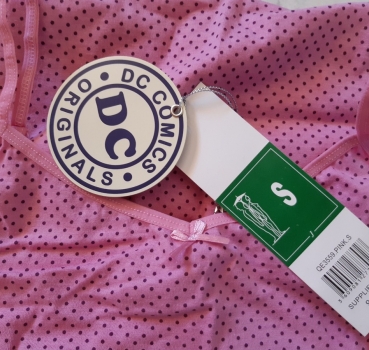 DC COMICS
DC
ORIGINALS
S
QE3559 PINK S